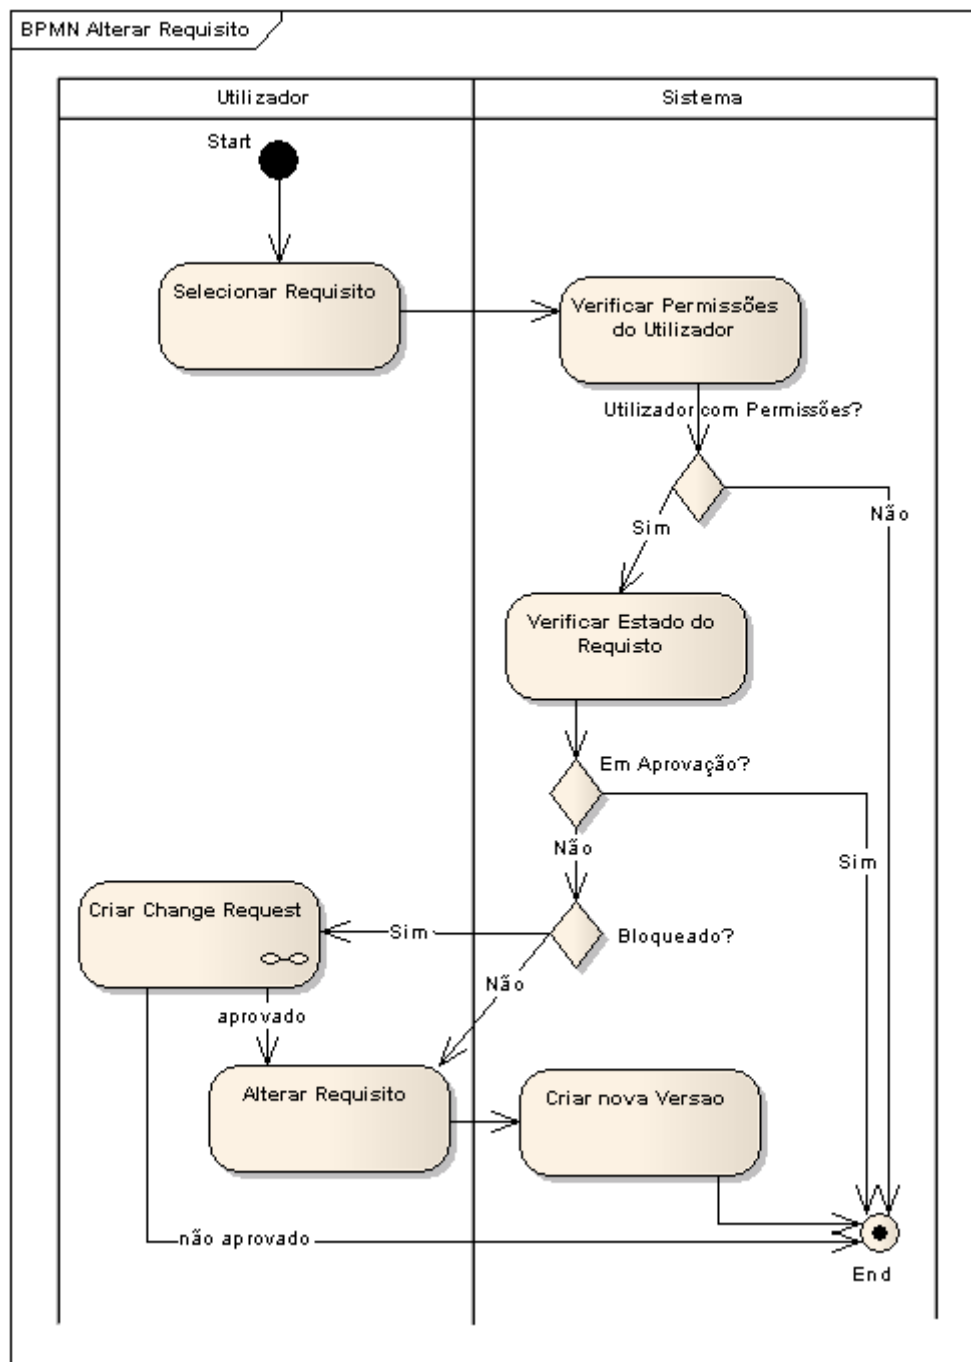 BPMN Alterar Requisito
Utilizador
Sistema
Start
Selecionar Requisito
Verificar Permissões
do Utilizador
Utilizador com Permissões?
Sim
Não
Verificar Estado do
Requisto
Em Aprovação?
Não
Sim
Criar Change Request
Sim
Bloqueado?
Não
aprovado
Alterar Requisito
Criar nova Versao
não aprovado
End